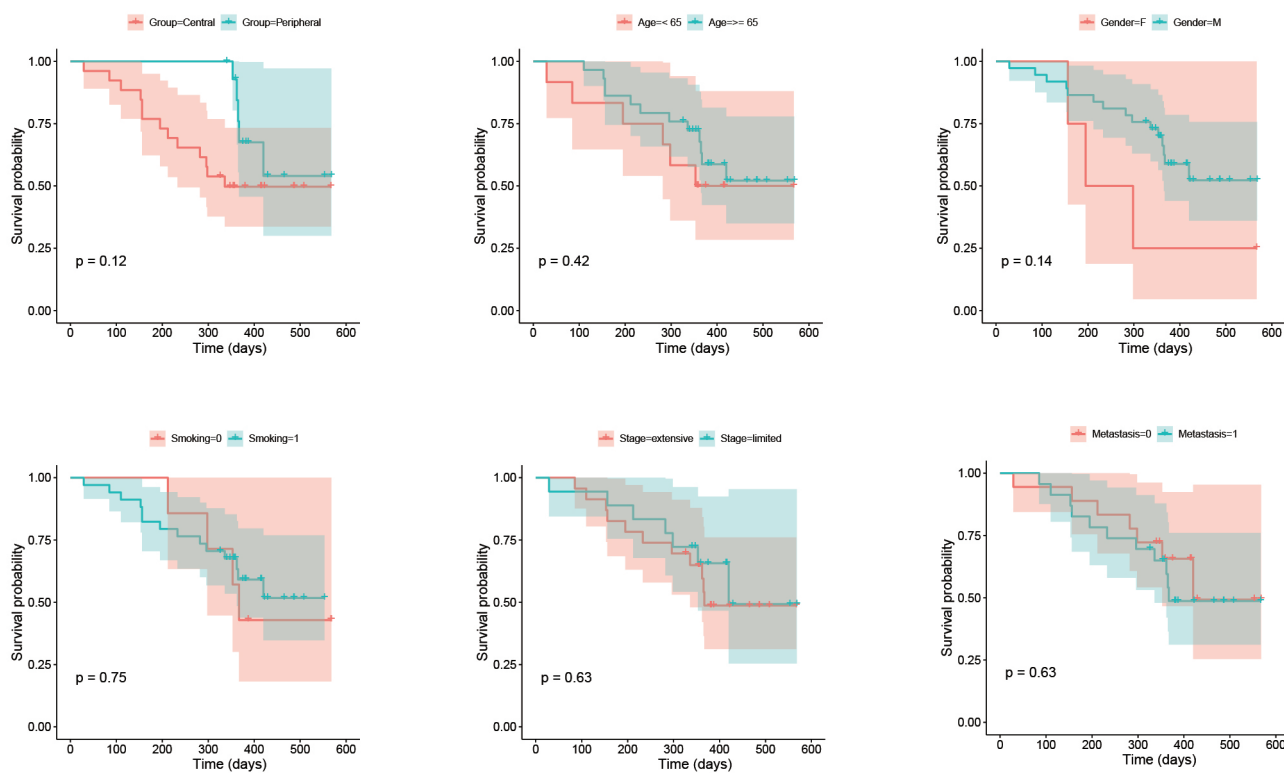 Group=Central Group=Peripheral
1.00
0.75
0.50
0.25
0.00
Survival probability
p = 0.12
0 100 200 300 400 500 600
Time (days)
Age=< 65 Age=>= 65
1.00
0.75
0.50
0.25
0.00
Survival probability
p = 0.42
0 100 200 300 400 500 600
Time (days)
Gender=F Gender=M
1.00
0.75
0.50
0.25
0.00
Survival probability
p = 0.14
0 100 200 300 400 500 600
Time (days)
Smoking=0 Smoking=1
1.00
0.75
0.50
0.25
0.00
Survival probability
p = 0.75
0 100 200 300 400 500 600
Time (days)
Stage=extensive Stage=limited
1.00
0.75
0.50
0.25
0.00
Survival probability
p = 0.63
0 100 200 300 400 500 600
Time (days)
Metastasis=0 Metastasis=1
1.00
0.75
0.50
0.25
0.00
Survival probability
p = 0.63
0 100 200 300 400 500 600
Time (days)